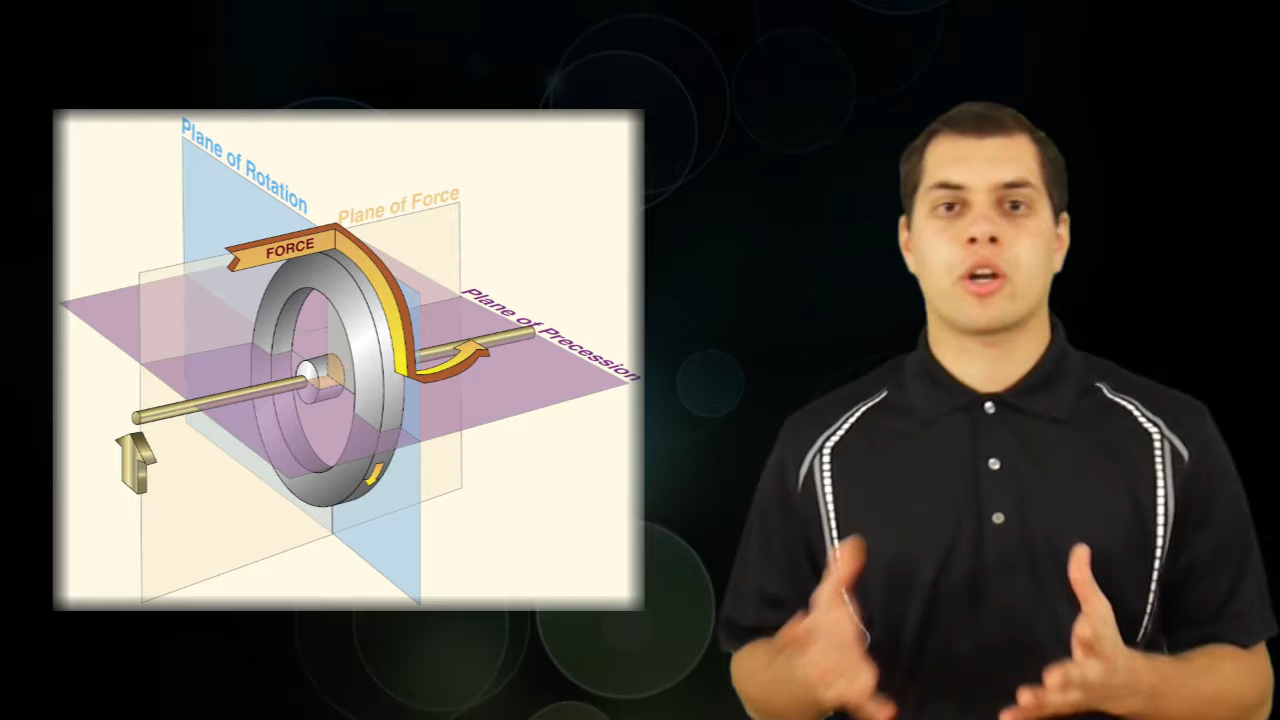 Plane of Rotation
Plane of Force
FORCE
Plane of Precession